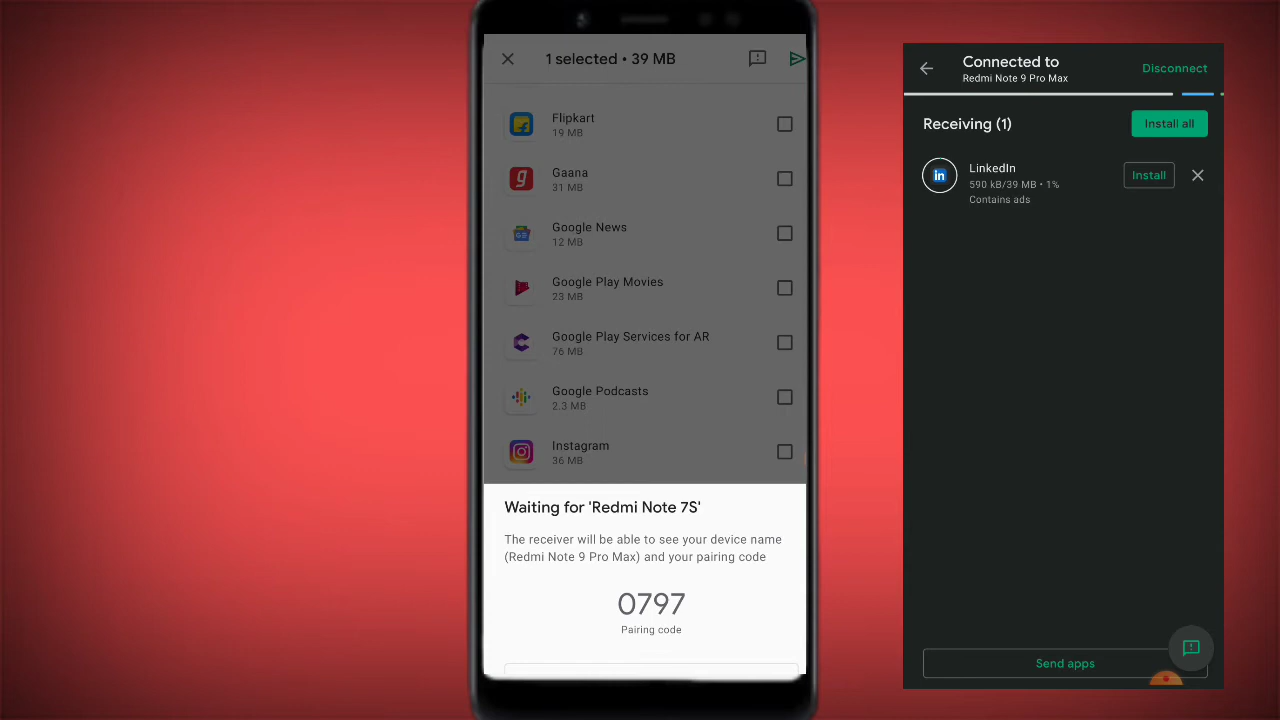 1 selected • 39 MB
Flipkart
19 MB
Gaana
31 MB
Google News
12 MB
Google Play Movies
23 MB
Google Play Services for AR
76 MB
Google Podcasts
2.3 MB
Instagram
36 MB
Waiting for 'Redmi Note 7S'
The receiver will be able to see your device name
(Redmi Note 9 Pro Max) and your pairing code
0797
Pairing code
Connected to
Redmi Note 9 Pro Max
Disconnect
Receiving (1)
Install all
LinkedIn
590 kB/39 MB • 1%
Contains ads
Install
Send apps